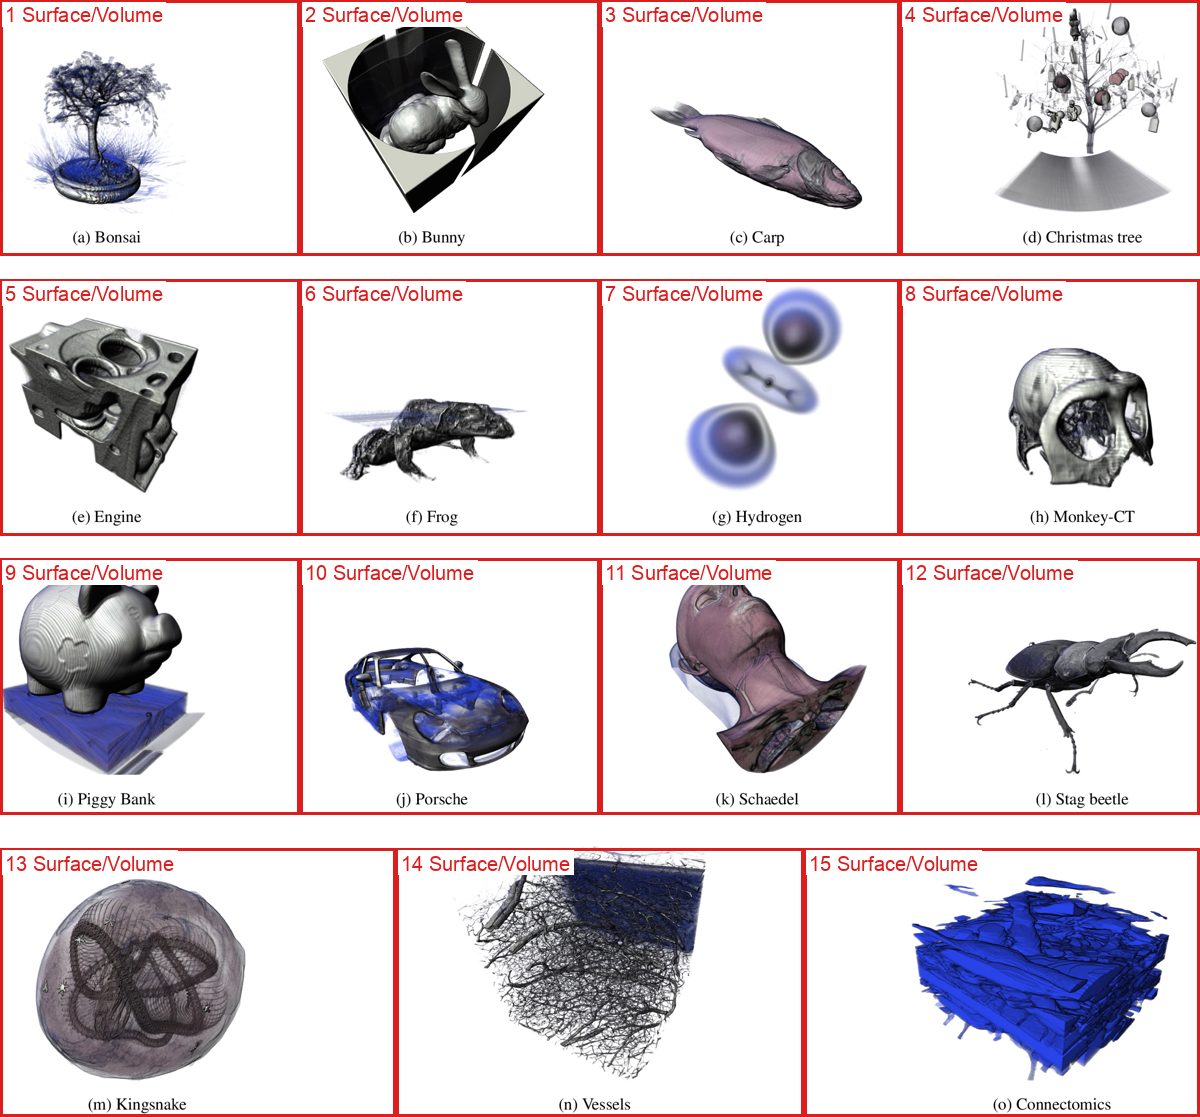 1 Surface/Volume
2 Surface/Volume
3 Surface/Volume
4 Surface/Volume
(a) Bonsai
(b) Bunny
(c) Carp
(d) Christmas tree
5 Surface/Volume
6 Surface/Volume
7 Surface/Volume
8 Surface/Volume
(e) Engine
(f) Frog
(g) Hydrogen
(h) Monkey-CT
9 Surface/Volume
10 Surface/Volume
11 Surface/Volume
12 Surface/Volume
(i) Piggy Bank
(j) Porsche
(k) Schaedel
(l) Stag beetle
13 Surface/Volume
14 Surface/Volume
15 Surface/Volume
(m) Kingsnake
(n) Vessels
(o) Connectomics